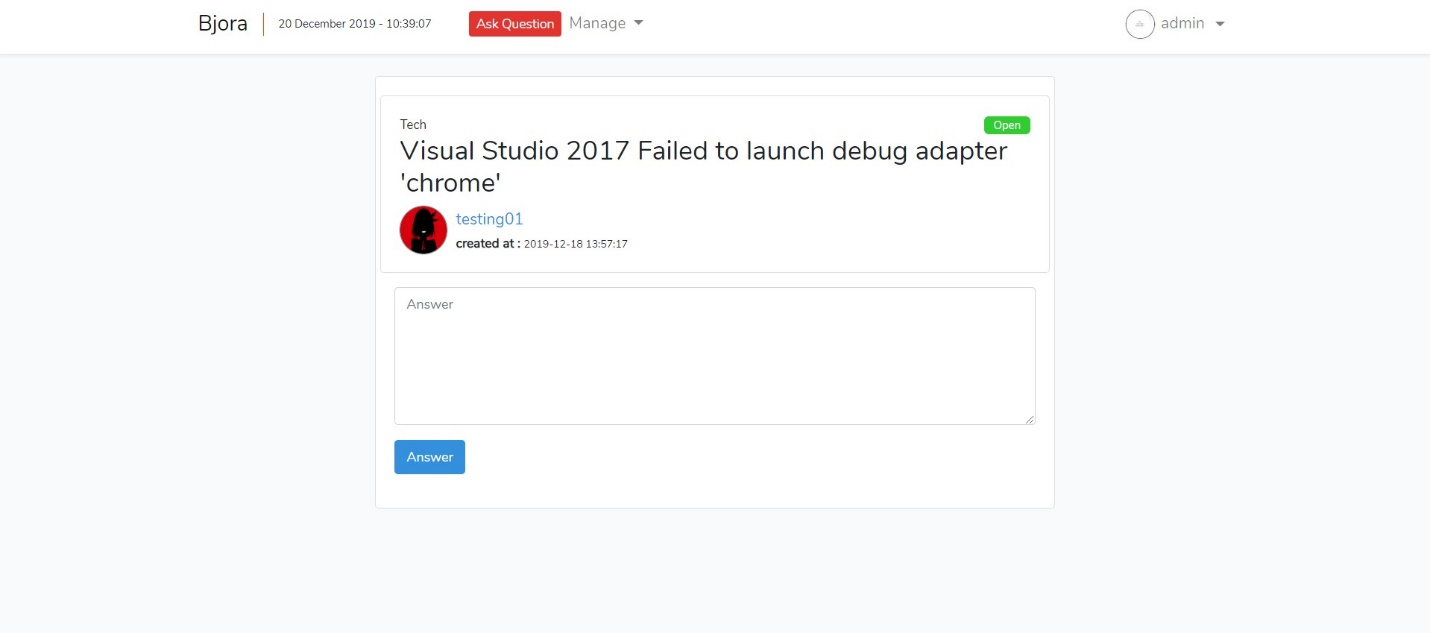 Bjora
20 December 2019 - 10:39:07
Ask Question
Manage
admin
Tech
Open
Visual Studio 2017 Failed to launch debug adapter
'chrome'
testing01
created at : 2019-12-18 13:57:17
Answer
Answer